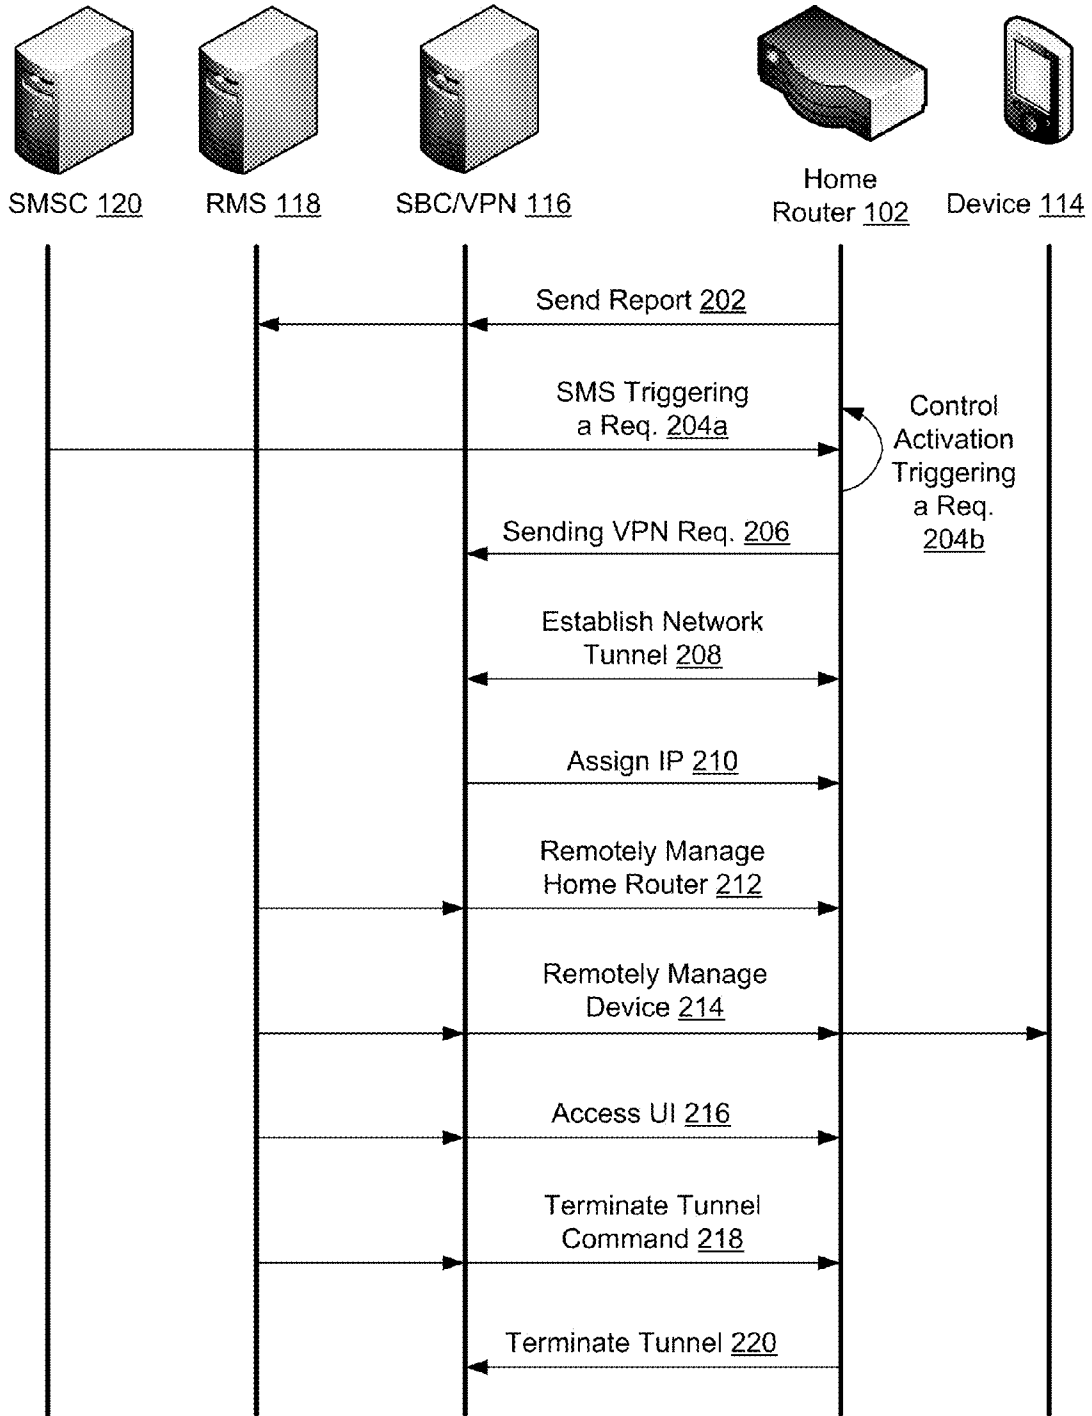 SMSC 120
RMS 118
SBC/VPN 116
Home
Router 102
Device 114
Send Report 202
SMS Triggering
a Req. 204a
Control
Activation
Triggering
a Req.
204b
Sending VPN Req. 206
Establish Network
Tunnel 208
Assign IP 210
Remotely Manage
Home Router 212
Remotely Manage
Device 214
Access UI 216
Terminate Tunnel
Command 218
Terminate Tunnel 220